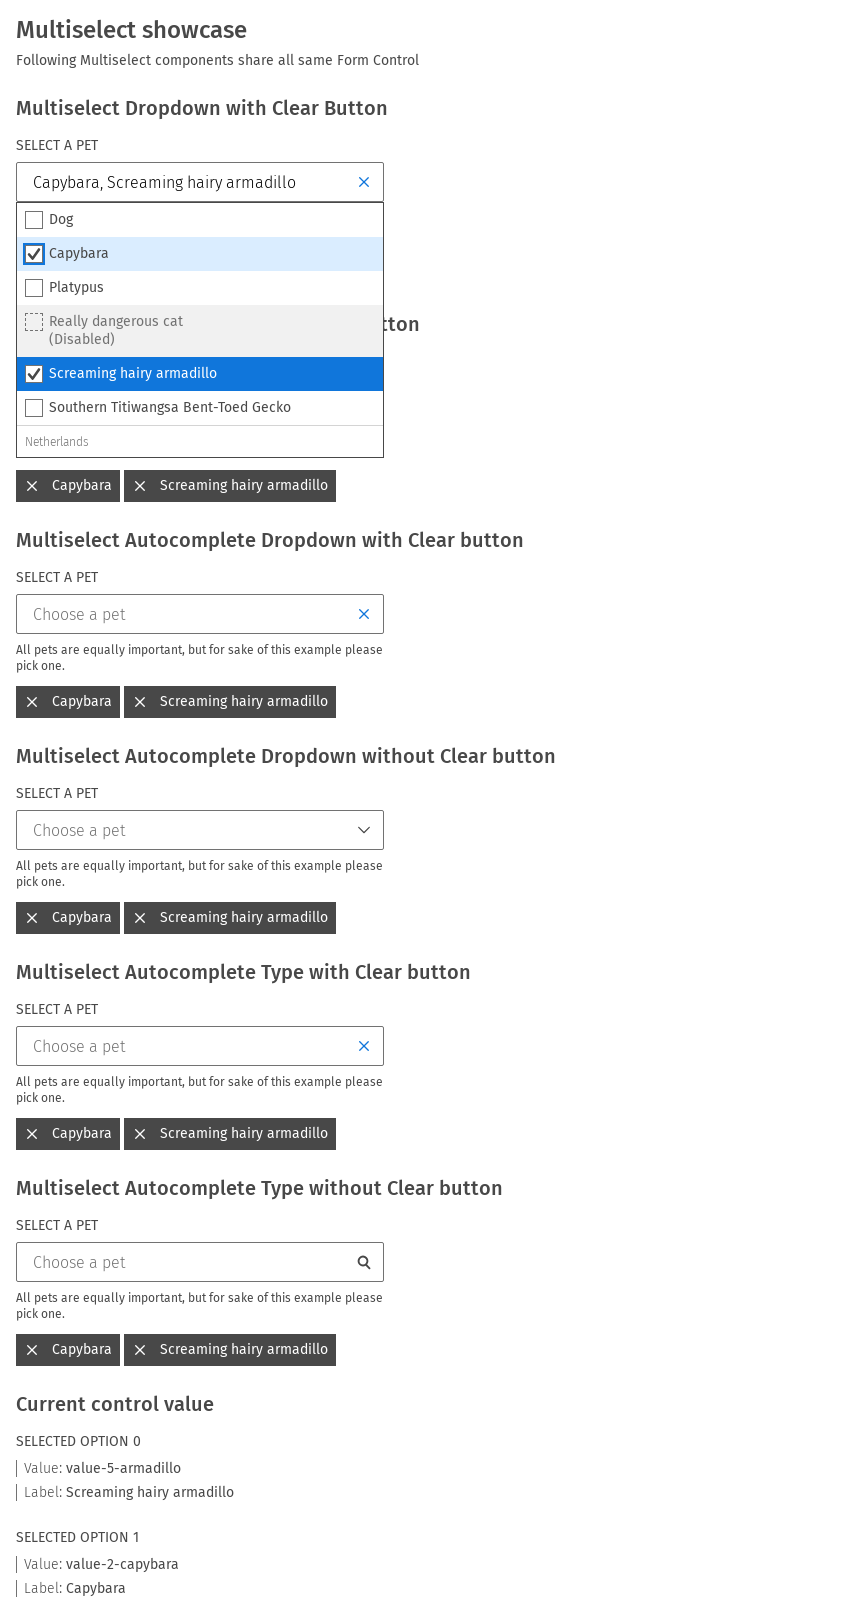 Multiselect showcase
Following Multiselect components share all same Form Control
Multiselect Dropdown with Clear Button
SELECT A PET
Capybara, Screaming hairy armadillo
Dog
Capybara
Platypus
Really dangerous cat
(Disabled)
Screaming hairy armadillo
Southern Titiwangsa Bent-Toed Gecko
Netherlands
Capybara Screaming hairy armadillo
Multiselect Autocomplete Dropdown with Clear button
SELECT A PET
Choose a pet
All pets are equally important, but for sake of this example please
pick one.
Capybara Screaming hairy armadillo
Multiselect Autocomplete Dropdown without Clear button
SELECT A PET
Choose a pet
All pets are equally important, but for sake of this example please
pick one.
Capybara Screaming hairy armadillo
Multiselect Autocomplete Type with Clear button
SELECT A PET
Choose a pet
All pets are equally important, but for sake of this example please
pick one.
Capybara Screaming hairy armadillo
Multiselect Autocomplete Type without Clear button
SELECT A PET
Choose a pet
All pets are equally important, but for sake of this example please
pick one.
Capybara Screaming hairy armadillo
Current control value
SELECTED OPTION 0
Value: value-5-armadillo
Label: Screaming hairy armadillo
SELECTED OPTION 1
Value: value-2-capybara
Label: Capybara